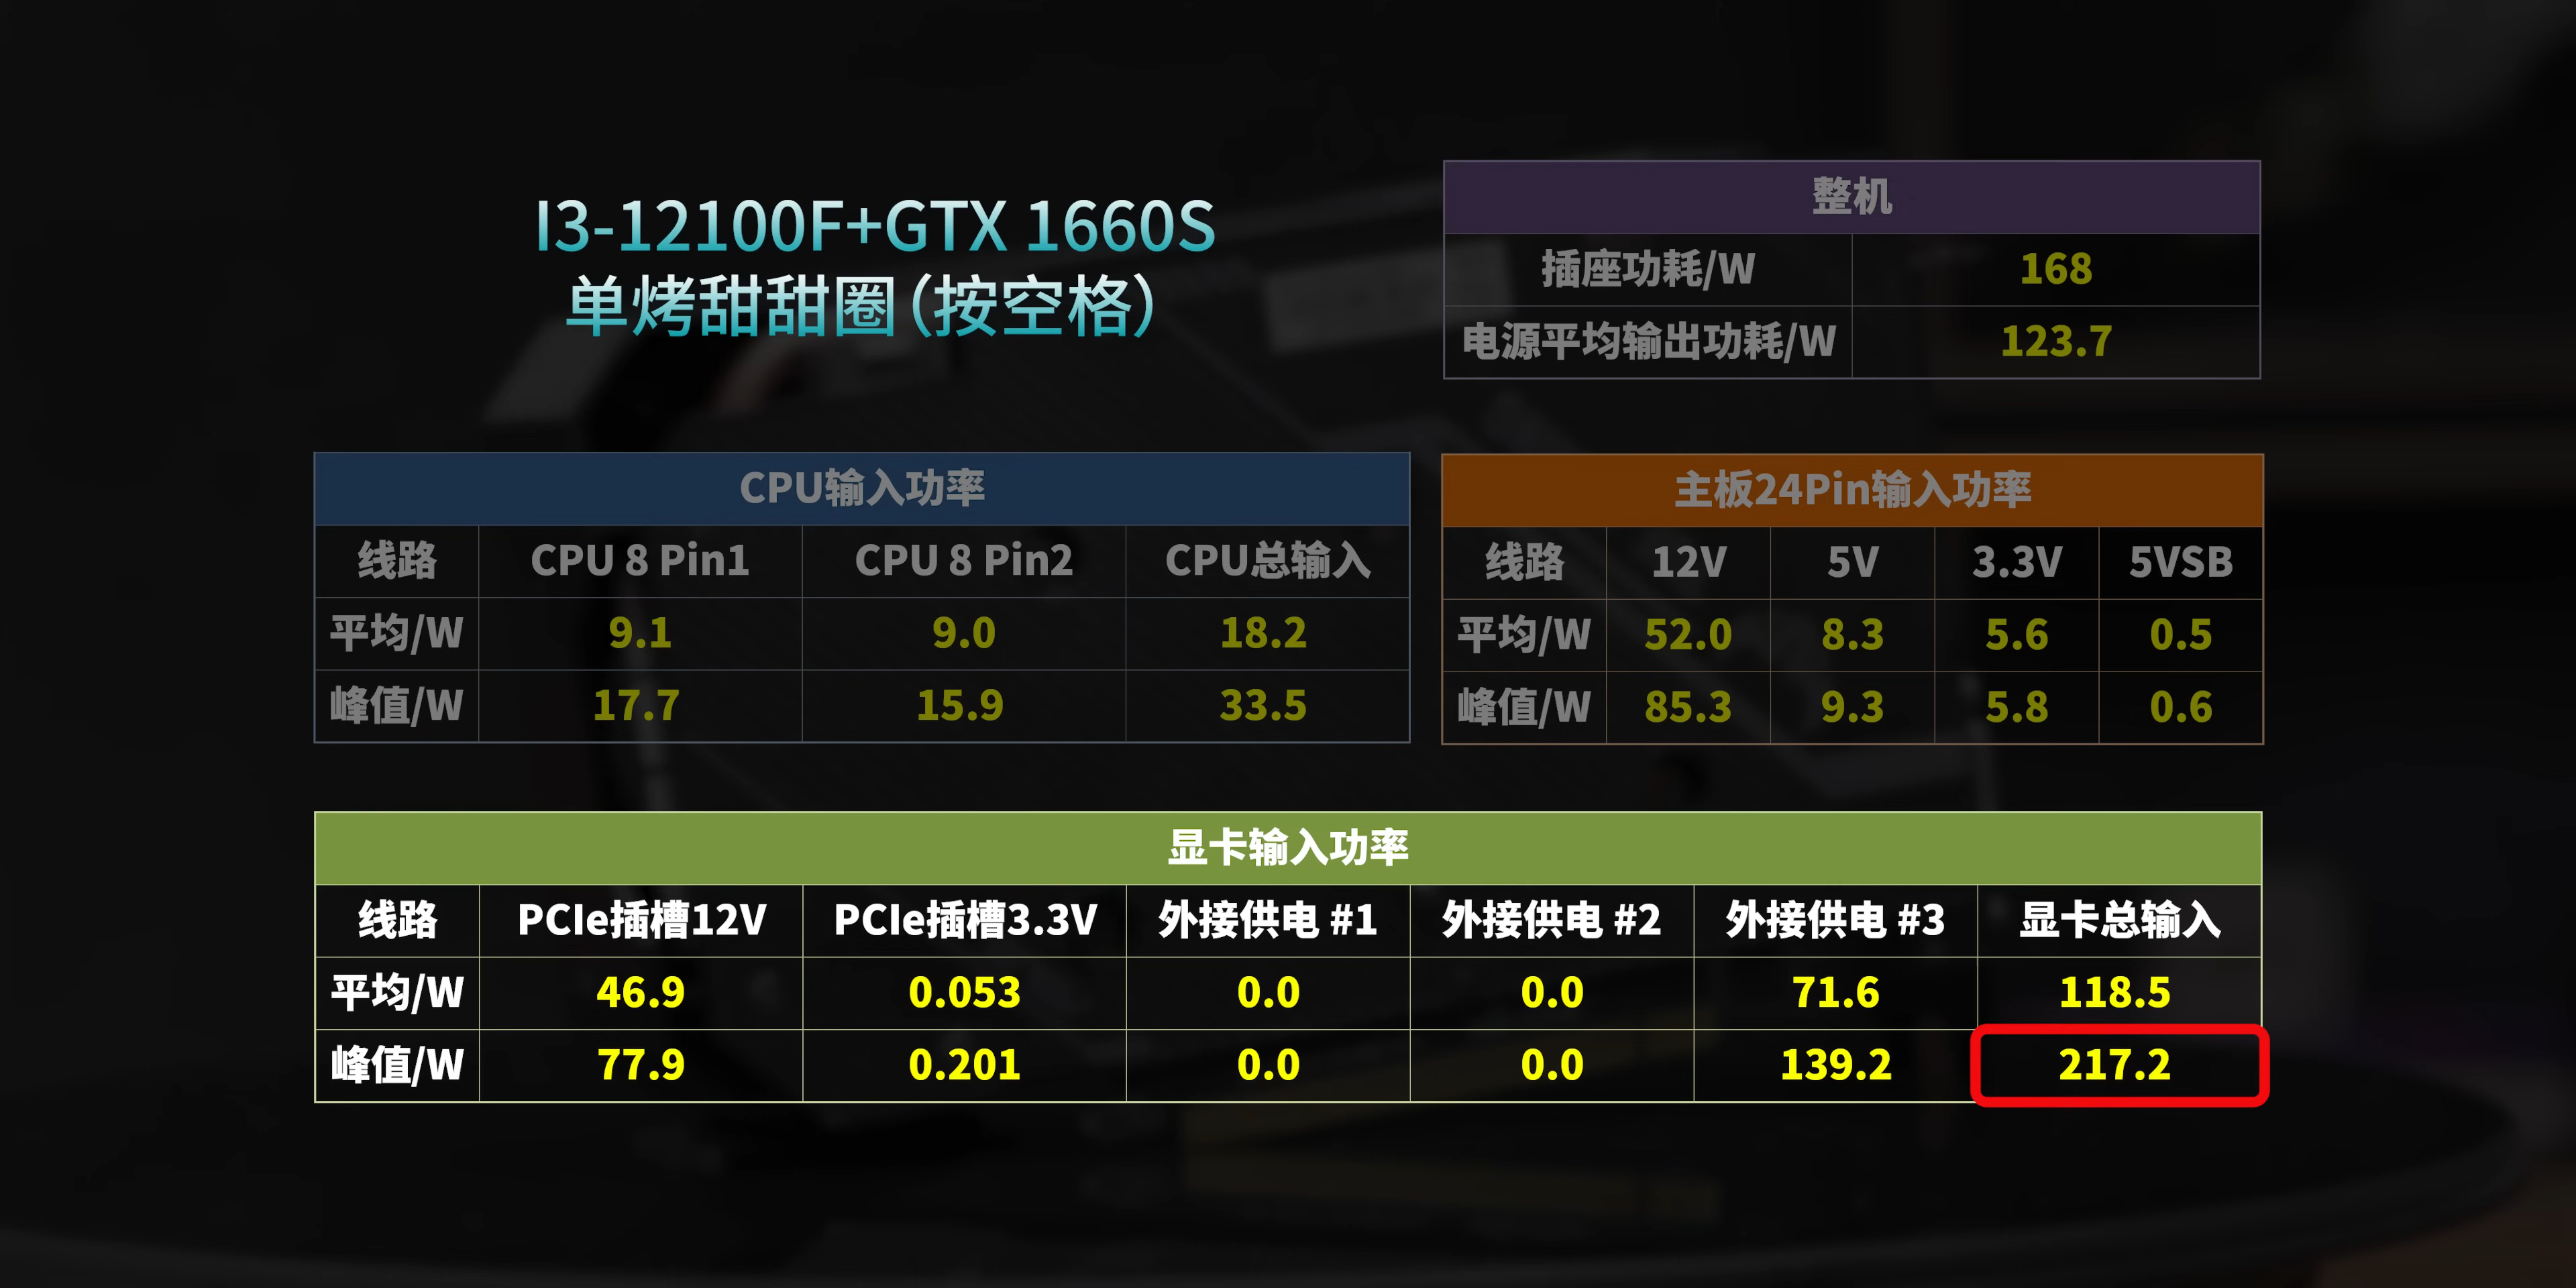 I3-12100F+GTX 1660S
单烤甜甜圈（按空格）
整机
插座功耗/W 168
电源平均输出功耗/W 123.7
CPU输入功率
线路 CPU 8 Pin1 CPU 8 Pin2 CPU总输入
平均/W 9.1 9.0 18.2
峰值/W 17.7 15.9 33.5
主板24Pin输入功率
线路 12V 5V 3.3V 5VSB
平均/W 52.0 8.3 5.6 0.5
峰值/W 85.3 9.3 5.8 0.6
显卡输入功率
线路 PCIe插槽12V PCIe插槽3.3V 外接供电 #1 外接供电 #2 外接供电 #3 显卡总输入
平均/W 46.9 0.053 0.0 0.0 71.6 118.5
峰值/W 77.9 0.201 0.0 0.0 139.2 217.2